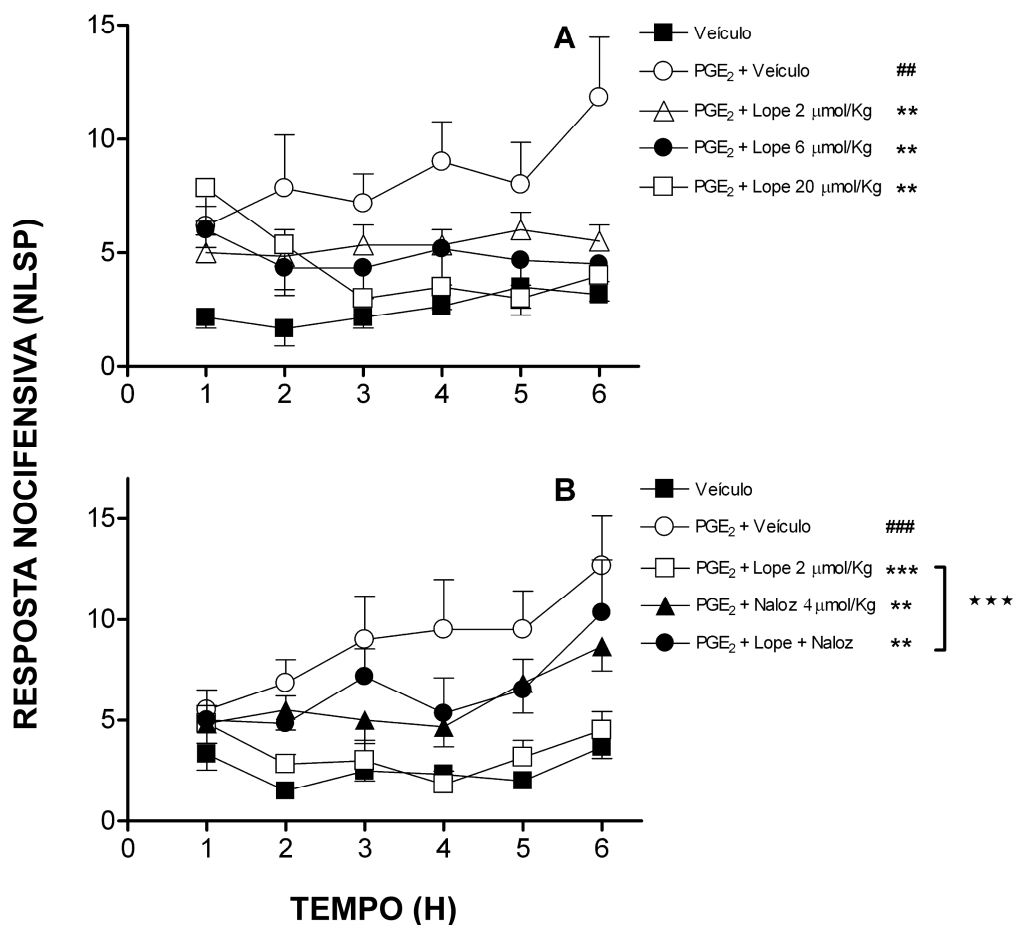 RESPOSTA NOCIFENSIVA (NLSP)
A
15
10
5
0
0 1 2 3 4 5 6
Veículo
PGE2 + Veículo ##
PGE2 + Lope 2 μmol/Kg **
PGE2 + Lope 6 μmol/Kg **
PGE2 + Lope 20 μmol/Kg **
B
15
10
5
0
0 1 2 3 4 5 6
Veículo
PGE2 + Veículo ###
PGE2 + Lope 2 μmol/Kg ***
PGE2 + Naloz 4 μmol/Kg **
PGE2 + Lope + Naloz **
★★★
TEMPO (H)